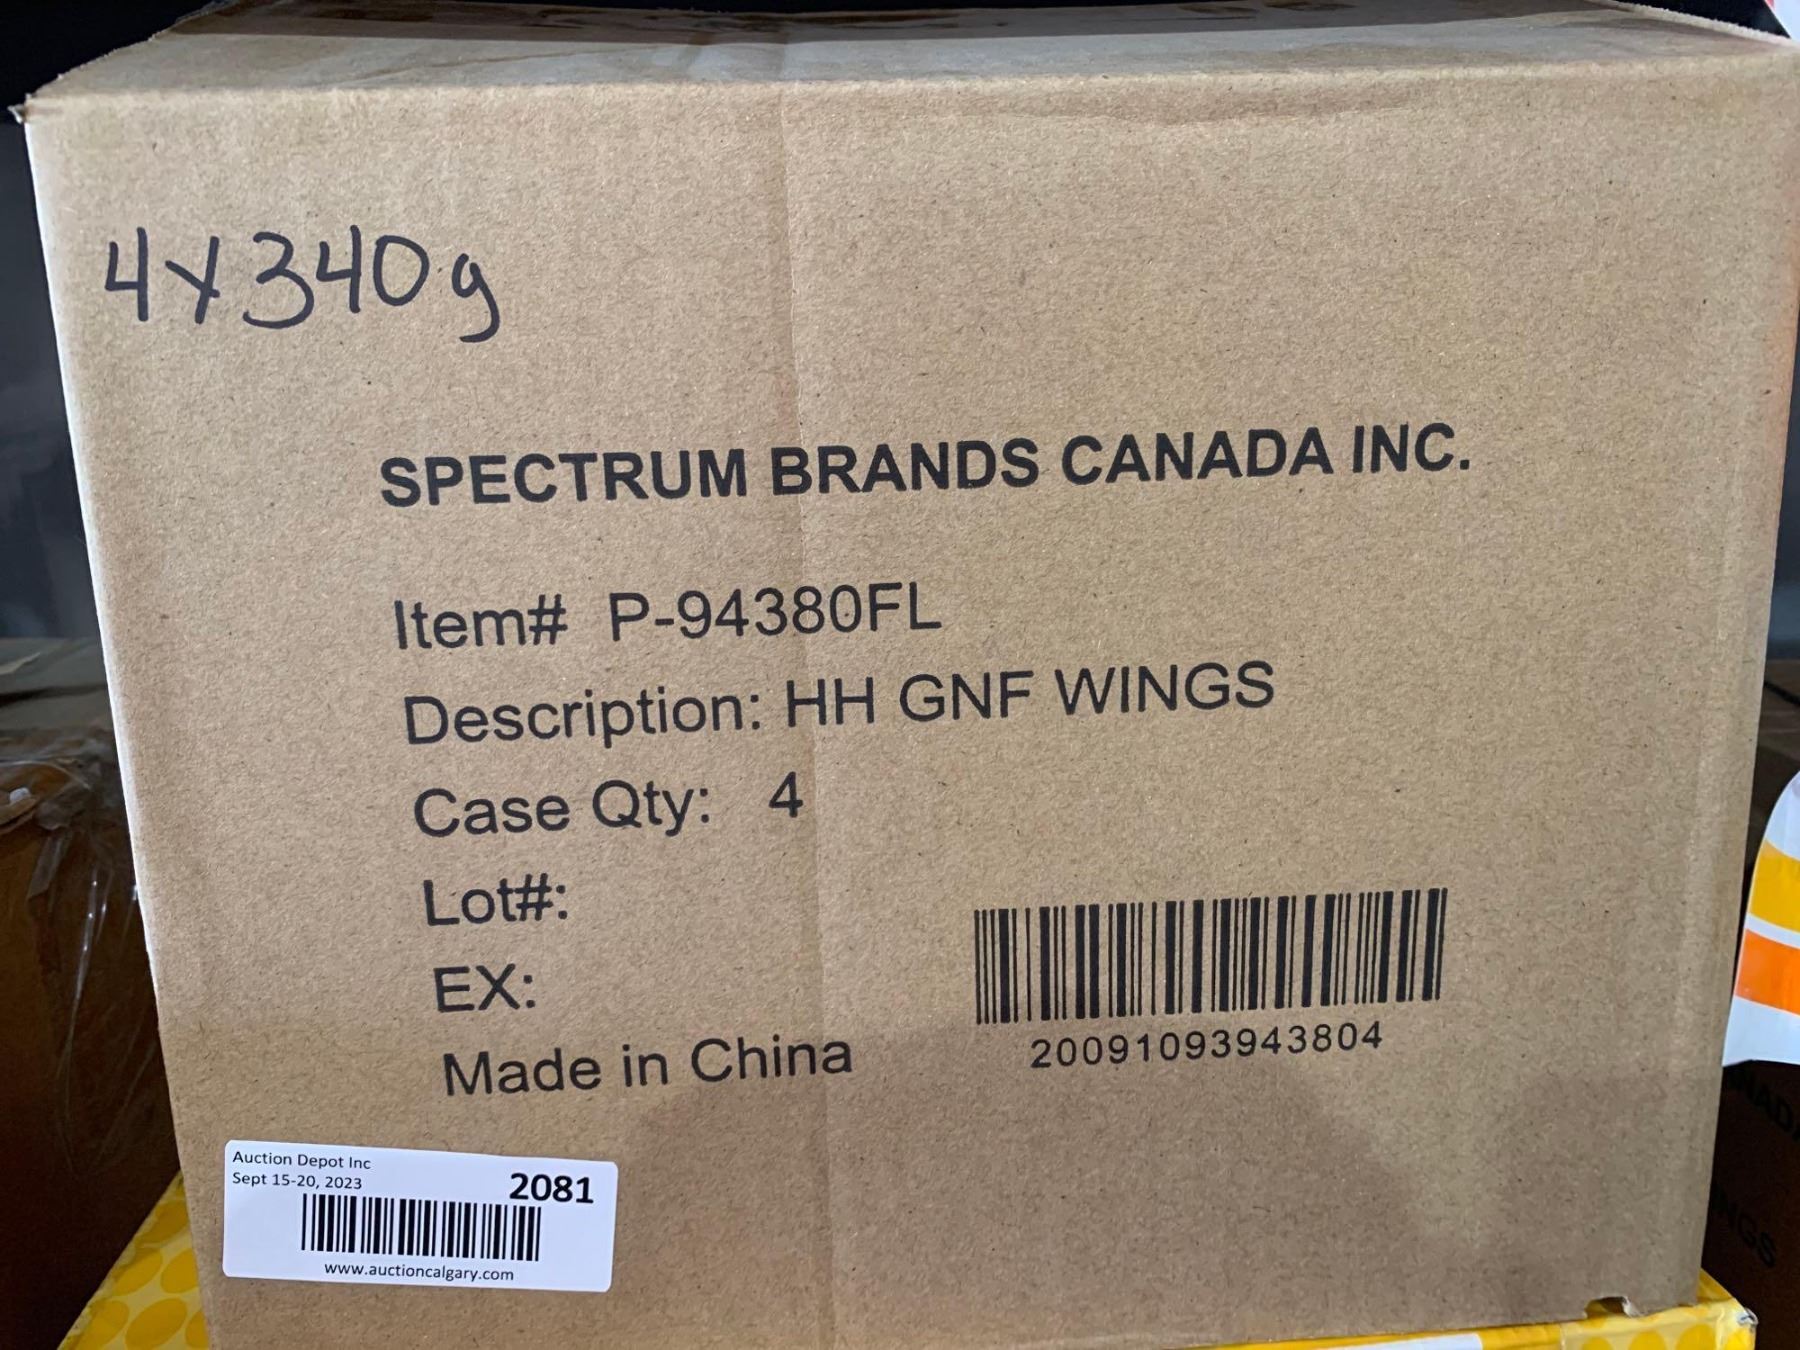 4x340g
SPECTRUM BRANDS CANADA INC.
Item# P-94380FL
Description: HH GNF WINGS
Case Qty: 4
Lot#:
EX:
Made in China
20091093943804
Auction Depot Inc
Sept 15-20, 2023
2081
www.auctioncalgary.com